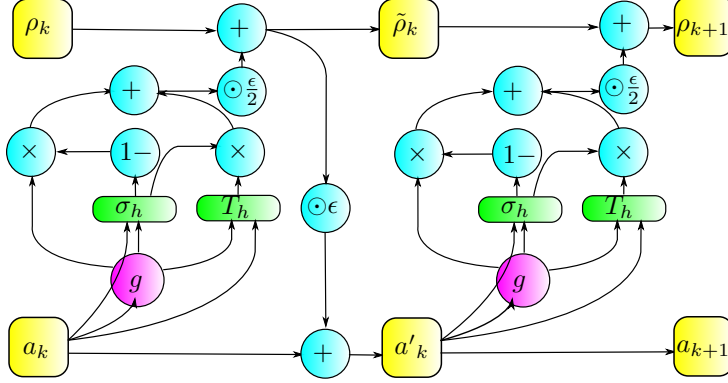 ρ_k + ρ̃_k + ρ_{k+1}
+ ⊙ϵ/2 + ⊙ϵ/2
× 1− × × 1− ×
σ_h T_h ⊙ϵ σ_h T_h
g g
a_k + a'_k a_{k+1}